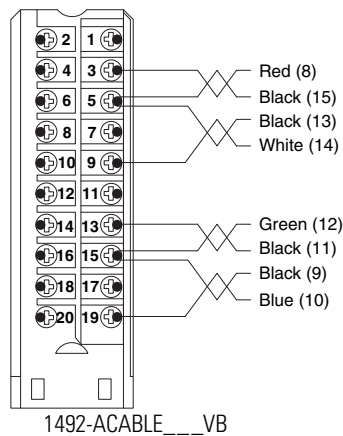 2 1
4 3 Red (8)
Black (15)
6 5 Black (13)
White (14)
8 7
10 9
12 11
14 13 Green (12)
Black (11)
16 15 Black (9)
18 17 Blue (10)
20 19
1492-ACABLE___VB